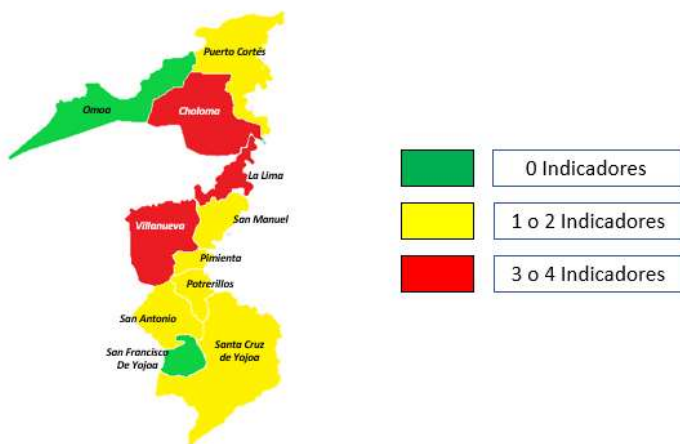 Puerto Cortés
Omoa
Choloma
La Lima
San Manuel
Villanueva
Pimienta
Potrerillos
San Antonio
San Francisco
De Yojoa
Santa Cruz
de Yojoa
0 Indicadores
1 o 2 Indicadores
3 o 4 Indicadores